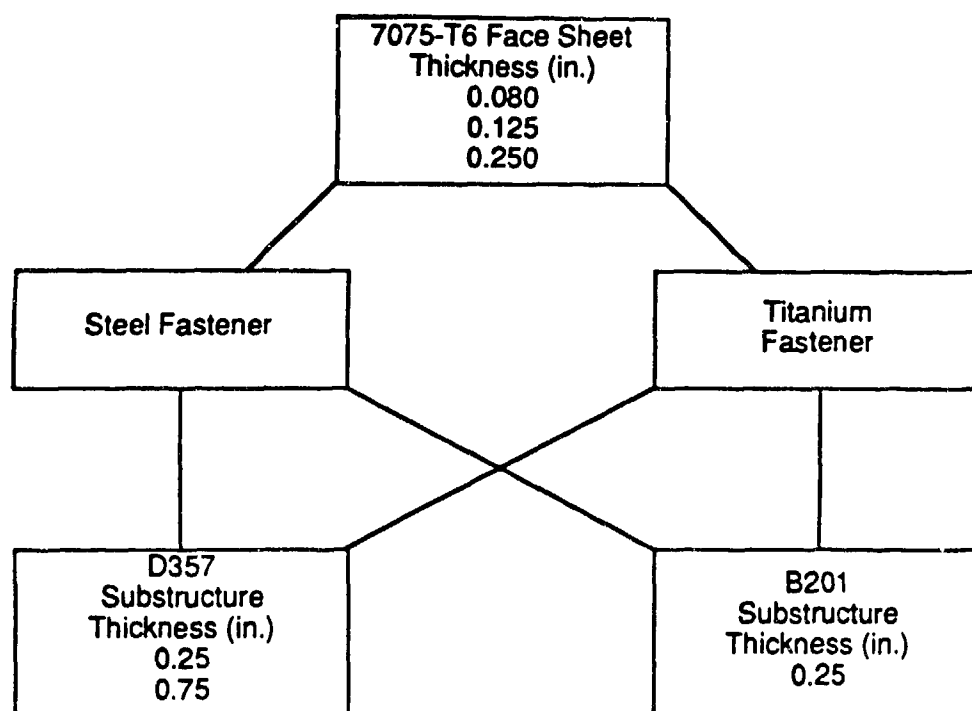 7075-T6 Face Sheet
Thickness (in.)
0.080
0.125
0.250
Steel Fastener
Titanium
Fastener
D357
Substructure
Thickness (in.)
0.25
0.75
B201
Substructure
Thickness (in.)
0.25